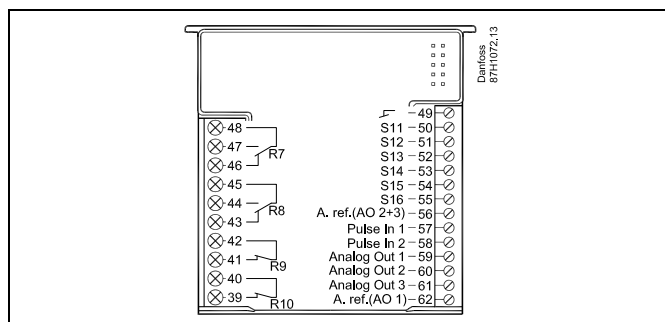 Danfoss
87H1072.13
48
47
R7
46
45
44
R8
43
42
41
R9
40
39
R10
49
S11 - 50
S12 - 51
S13 - 52
S14 - 53
S15 - 54
S16 - 55
A. ref.(AO 2+3) - 56
Pulse In 1 - 57
Pulse In 2 - 58
Analog Out 1 - 59
Analog Out 2 - 60
Analog Out 3 - 61
A. ref.(AO 1) - 62